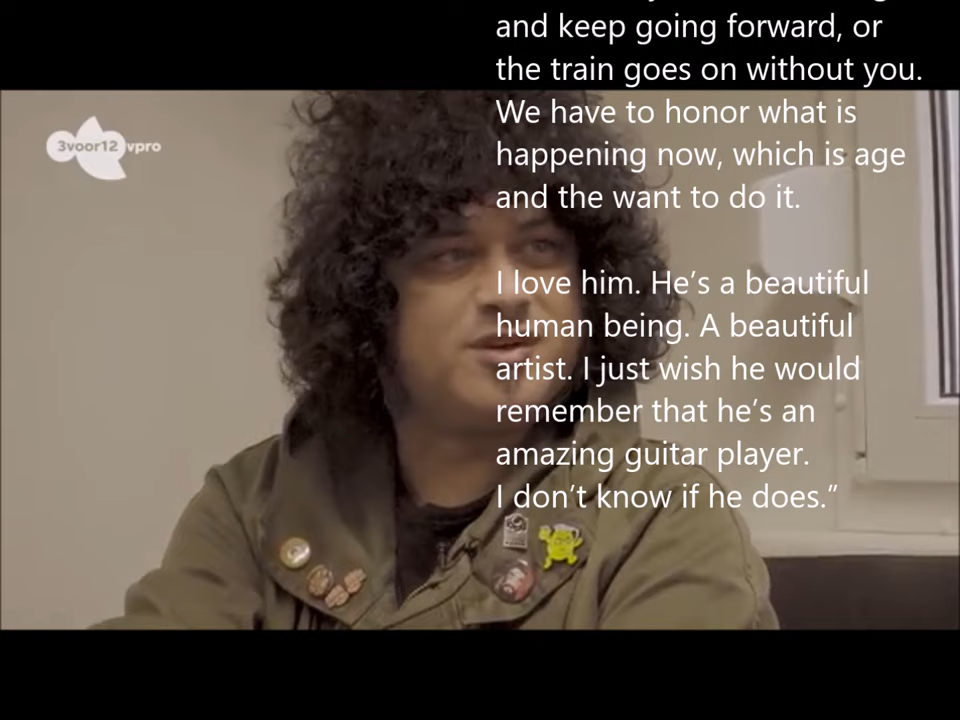 and keep going forward, or
the train goes on without you.
We have to honor what is
happening now, which is age
and the want to do it.
3voor12 vpro
I love him. He's a beautiful
human being. A beautiful
artist. I just wish he would
remember that he's an
amazing guitar player.
I don't know if he does.”